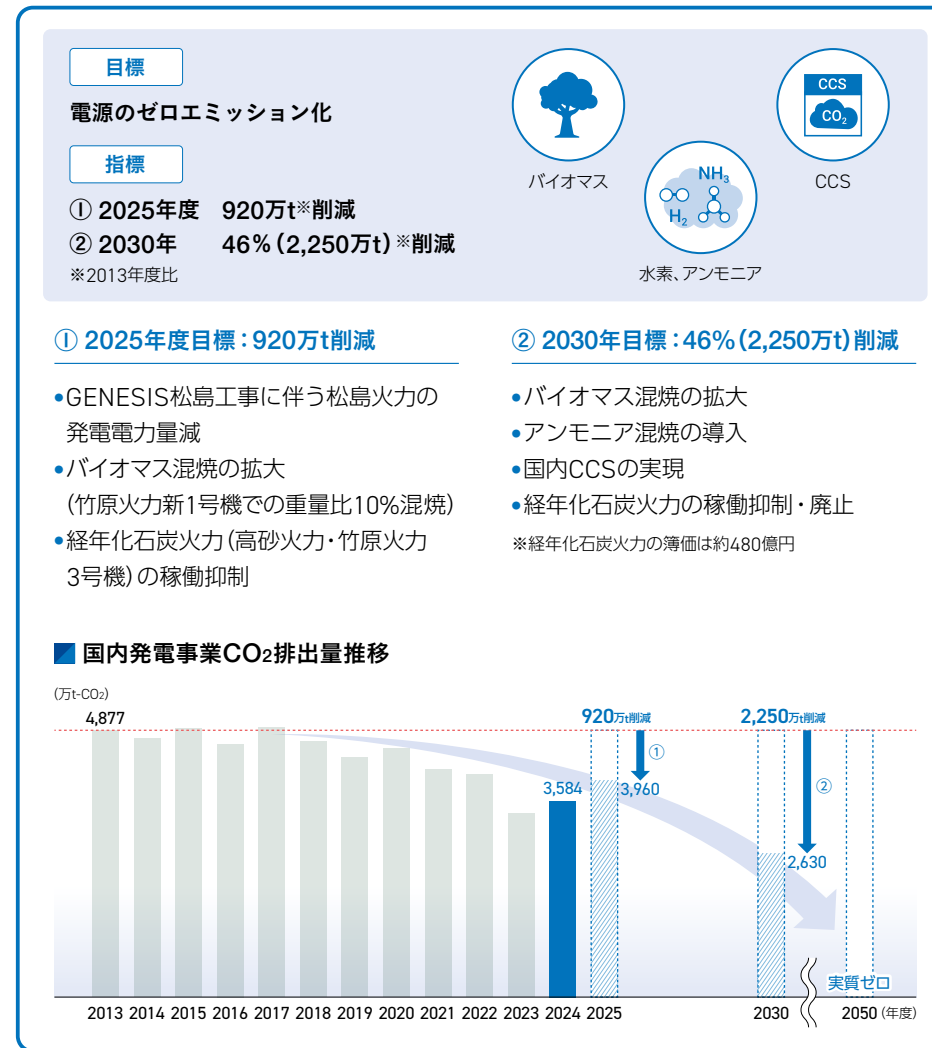 目標
電源のゼロエミッション化
指標
① 2025年度 920万t※削減
② 2030年 46%(2,250万t)※削減
※2013年度比
バイオマス
NH3
H2
水素、アンモニア
CCS
CO2
CCS
① 2025年度目標:920万t削減
•GENESIS松島工事に伴う松島火力の
発電電力量減
•バイオマス混焼の拡大
(竹原火力新1号機での重量比10%混焼)
•経年化石炭火力(高砂火力・竹原火力
3号機)の稼働抑制
② 2030年目標:46%(2,250万t)削減
•バイオマス混焼の拡大
•アンモニア混焼の導入
•国内CCSの実現
•経年化石炭火力の稼働抑制・廃止
※経年化石炭火力の簿価は約480億円
国内発電事業CO2排出量推移
(万t-CO2)
4,877
920万t削減
2,250万t削減
①
3,584
3,960
②
2,630
実質ゼロ
2013 2014 2015 2016 2017 2018 2019 2020 2021 2022 2023 2024 2025 2030 2050 (年度)